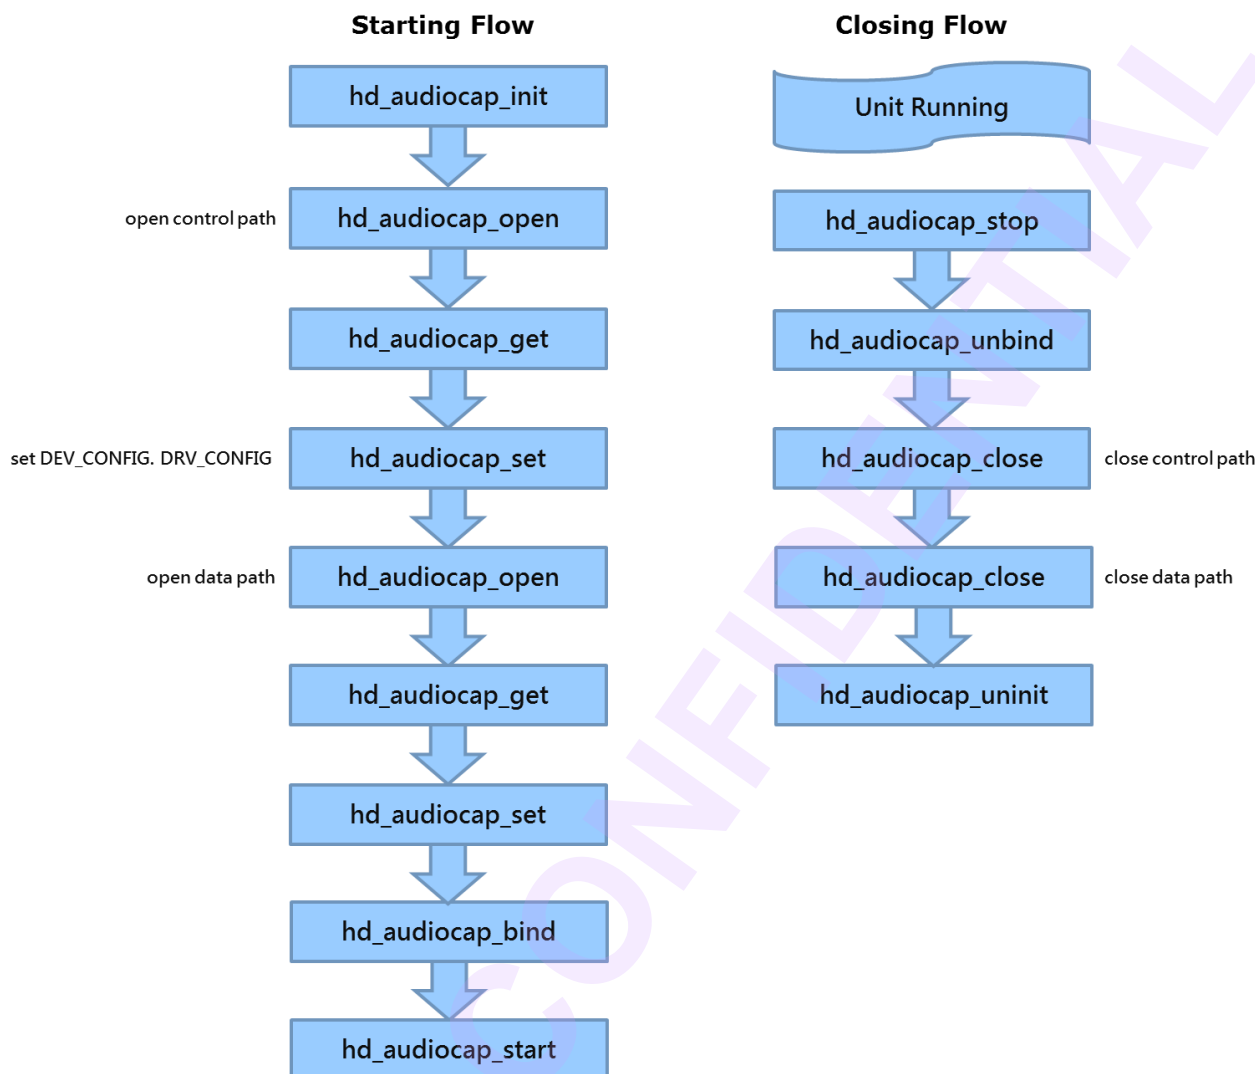 Starting Flow
hd_audiocap_init
open control path
hd_audiocap_open
hd_audiocap_get
set DEV_CONFIG. DRV_CONFIG
hd_audiocap_set
open data path
hd_audiocap_open
hd_audiocap_get
hd_audiocap_set
hd_audiocap_bind
hd_audiocap_start
Closing Flow
Unit Running
hd_audiocap_stop
hd_audiocap_unbind
hd_audiocap_close
close control path
hd_audiocap_close
close data path
hd_audiocap_uninit
CONFIDENTIAL